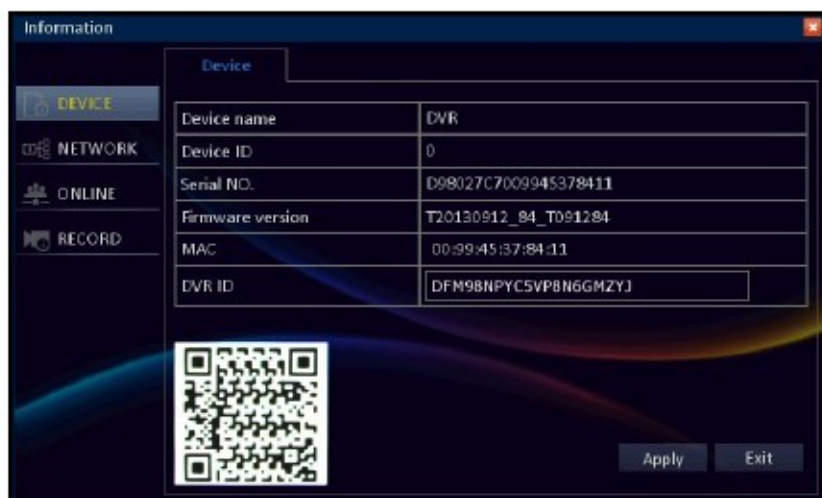 Information
Device
DEVICE
NETWORK
ONLINE
RECORD
Device name DVR
Device ID 0
Serial NO. D98027C7009945378411
Firmware version T20130912_84_T091284
MAC 00:99:45:37:84:11
DVR ID DFM98NPYC5VP8N6GMZYJ
Apply Exit